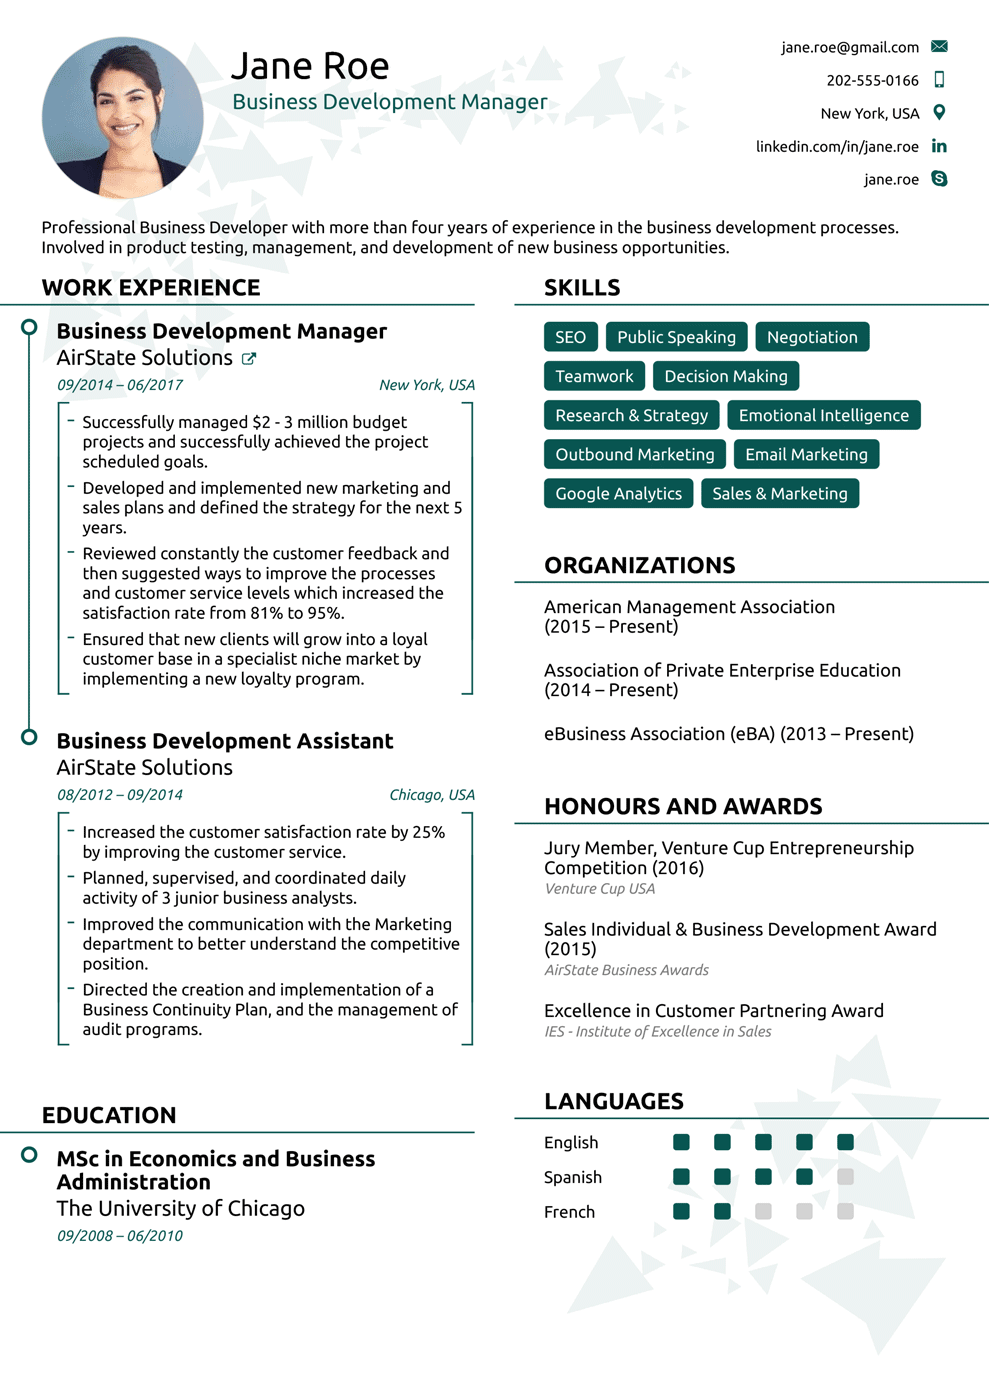 Jane Roe
Business Development Manager
jane.roe@gmail.com
202-555-0166
New York, USA
linkedin.com/in/jane.roe
jane.roe
Professional Business Developer with more than four years of experience in the business development processes.
Involved in product testing, management, and development of new business opportunities.
WORK EXPERIENCE
Business Development Manager
AirState Solutions
09/2014 – 06/2017
New York, USA
– Successfully managed $2 - 3 million budget
projects and successfully achieved the project
scheduled goals.
– Developed and implemented new marketing and
sales plans and defined the strategy for the next 5
years.
– Reviewed constantly the customer feedback and
then suggested ways to improve the processes
and customer service levels which increased the
satisfaction rate from 81% to 95%.
– Ensured that new clients will grow into a loyal
customer base in a specialist niche market by
implementing a new loyalty program.
Business Development Assistant
AirState Solutions
08/2012 – 09/2014
Chicago, USA
– Increased the customer satisfaction rate by 25%
by improving the customer service.
– Planned, supervised, and coordinated daily
activity of 3 junior business analysts.
– Improved the communication with the Marketing
department to better understand the competitive
position.
– Directed the creation and implementation of a
Business Continuity Plan, and the management of
audit programs.
EDUCATION
MSc in Economics and Business
Administration
The University of Chicago
09/2008 – 06/2010
SKILLS
SEO Public Speaking Negotiation
Teamwork Decision Making
Research & Strategy Emotional Intelligence
Outbound Marketing Email Marketing
Google Analytics Sales & Marketing
ORGANIZATIONS
American Management Association
(2015 – Present)
Association of Private Enterprise Education
(2014 – Present)
eBusiness Association (eBA) (2013 – Present)
HONOURS AND AWARDS
Jury Member, Venture Cup Entrepreneurship
Competition (2016)
Venture Cup USA
Sales Individual & Business Development Award
(2015)
AirState Business Awards
Excellence in Customer Partnering Award
IES - Institute of Excellence in Sales
LANGUAGES
English
Spanish
French